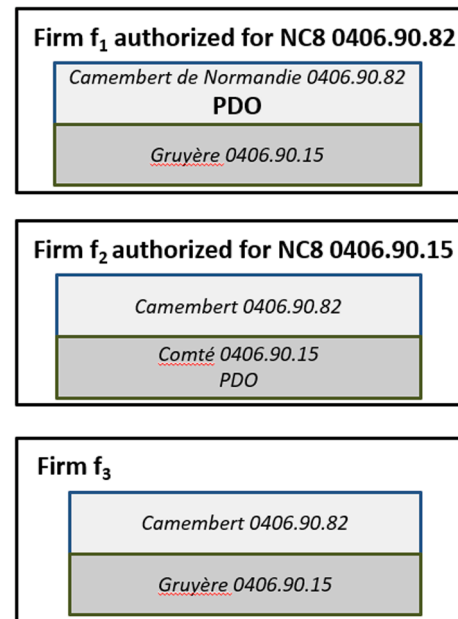 Firm f₁ authorized for NC8 0406.90.82
Camembert de Normandie 0406.90.82
PDO
Gruyère 0406.90.15
Firm f₂ authorized for NC8 0406.90.15
Camembert 0406.90.82
Comté 0406.90.15
PDO
Firm f₃
Camembert 0406.90.82
Gruyère 0406.90.15